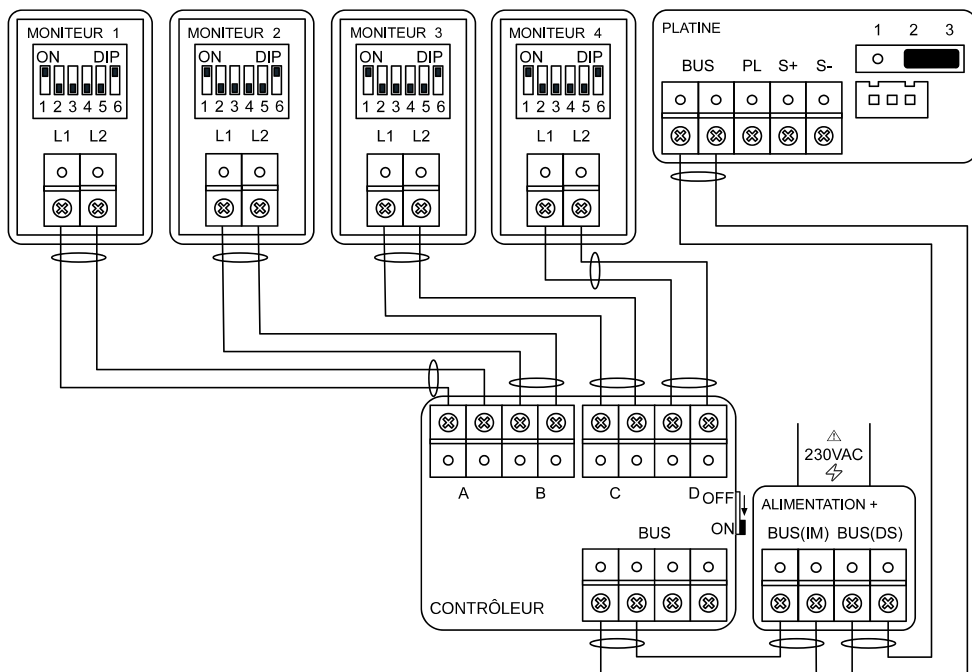 MONITEUR 1
ON DIP
1 2 3 4 5 6
L1 L2
MONITEUR 2
ON DIP
1 2 3 4 5 6
L1 L2
MONITEUR 3
ON DIP
1 2 3 4 5 6
L1 L2
MONITEUR 4
ON DIP
1 2 3 4 5 6
L1 L2
PLATINE
1 2 3
BUS PL S+ S-
A B C D
OFF
ON
BUS
CONTRÔLEUR
230VAC
ALIMENTATION +
BUS(IM) BUS(DS)